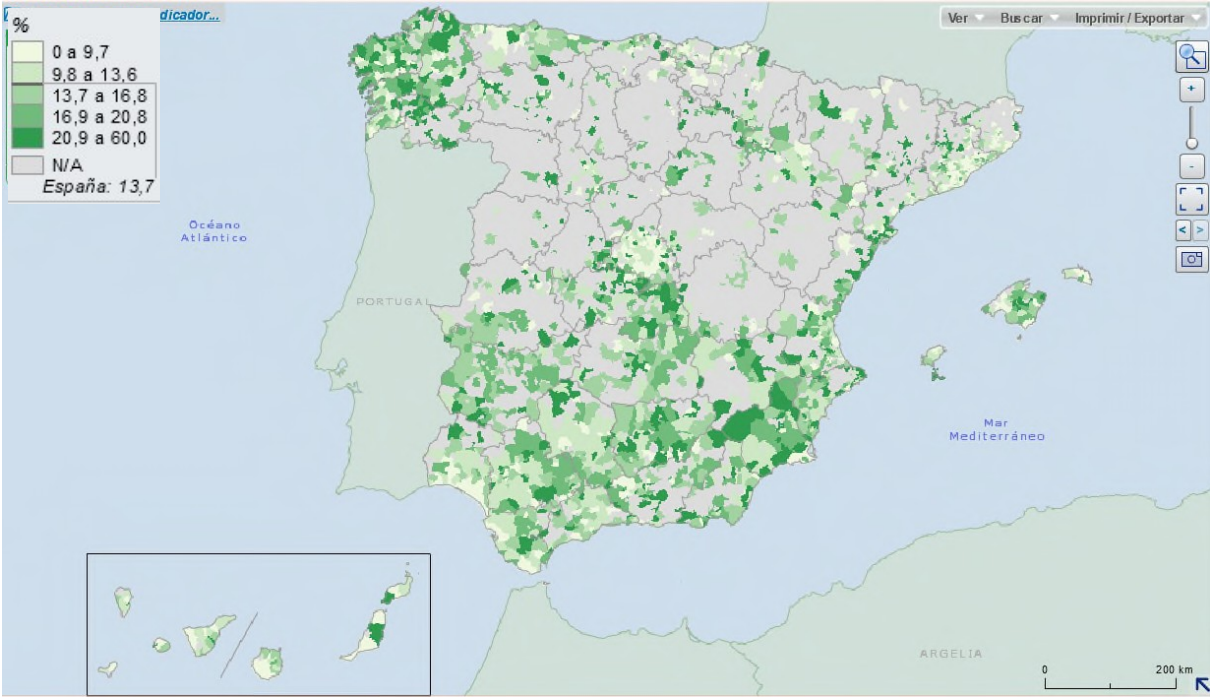 dicador...
%
0 a 9,7
9,8 a 13,6
13,7 a 16,8
16,9 a 20,8
20,9 a 60,0
N/A
España: 13,7
Ver
Buscar
Imprimir / Exportar
+
-
< >
Océano
Atlántico
PORTUGAL
Mar
Mediterráneo
ARGELIA
0
200 km